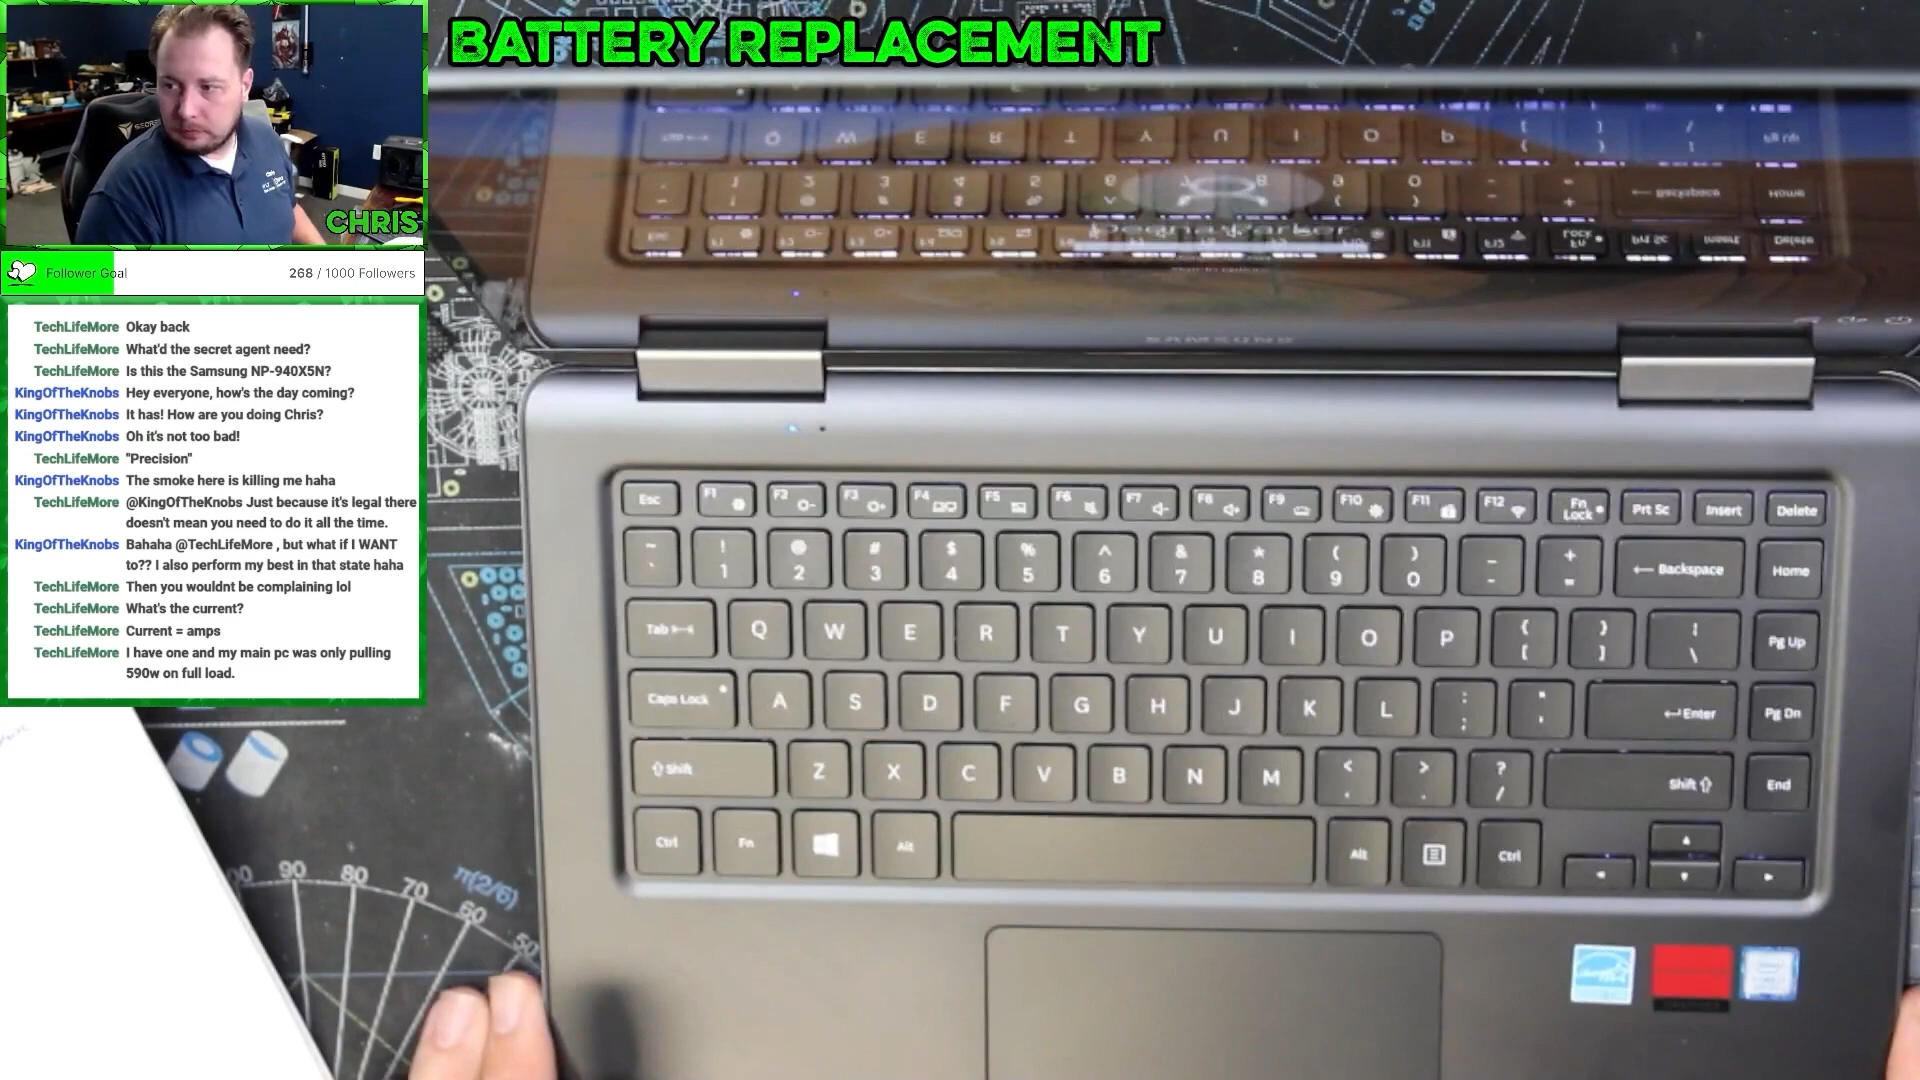 BATTERY REPLACEMENT
CHRIS
Follower Goal 268 / 1000 Followers
TechLifeMore Okay back
TechLifeMore What'd the secret agent need?
TechLifeMore Is this the Samsung NP-940X5N?
KingOfTheKnobs Hey everyone, how's the day coming?
KingOfTheKnobs It has! How are you doing Chris?
KingOfTheKnobs Oh it's not too bad!
TechLifeMore "Precision"
KingOfTheKnobs The smoke here is killing me haha
TechLifeMore @KingOfTheKnobs Just because it's legal there
doesn't mean you need to do it all the time.
KingOfTheKnobs Bahaha @TechLifeMore , but what if I WANT
to?? I also perform my best in that state haha
TechLifeMore Then you wouldnt be complaining lol
TechLifeMore What's the current?
TechLifeMore Current = amps
TechLifeMore I have one and my main pc was only pulling
590w on full load.
Esc F1 F2 F3 F4 F5 F6 F7 F8 F9 F10 F11 F12 Fn Lock Prt Sc Insert Delete
~ ` ! 1 @ 2 # 3 $ 4 % 5 ^ 6 & 7 * 8 ( 9 ) 0 _ - + = ← Backspace Home
Tab Q W E R T Y U I O P { [ } ] | \ Pg Up
Caps Lock A S D F G H J K L : ; " ' Enter Pg Dn
Shift Z X C V B N M < , > . ? / Shift End
Ctrl Fn Alt Alt Ctrl
90 80 70 60 50
π(2/6)